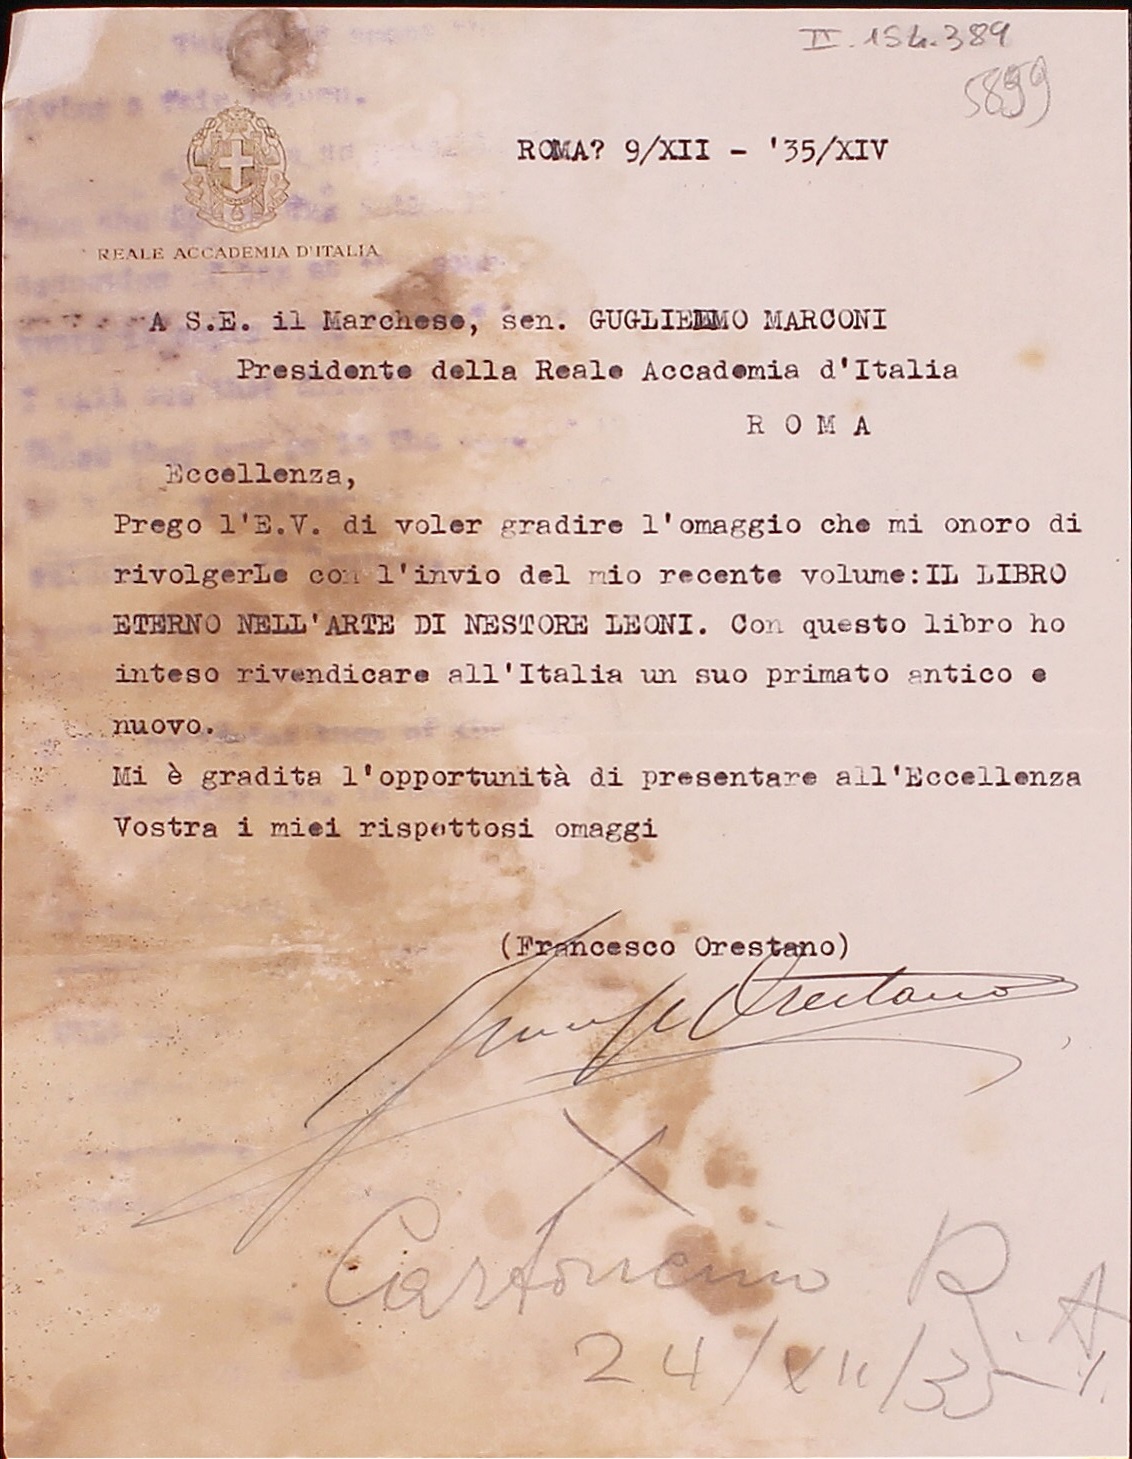 II. 154.389
5899
ROMA? 9/XII - '35/XIV
REALE ACCADEMIA D'ITALIA
A S.E. il Marchese, sen. GUGLIELMO MARCONI
Presidente della Reale Accademia d'Italia
R O M A
Eccellenza,
Prego l'E.V. di voler gradire l'omaggio che mi onoro di
rivolgerLe con l'invio del mio recente volume:IL LIBRO
ETERNO NELL'ARTE DI NESTORE LEONI. Con questo libro ho
inteso rivendicare all'Italia un suo primato antico e
nuovo.
Mi è gradita l'opportunità di presentare all'Eccellenza
Vostra i miei rispettosi omaggi
(Francesco Orestano)
Francesco Orestano
X
Cartoncino R. A.
24/XII/35